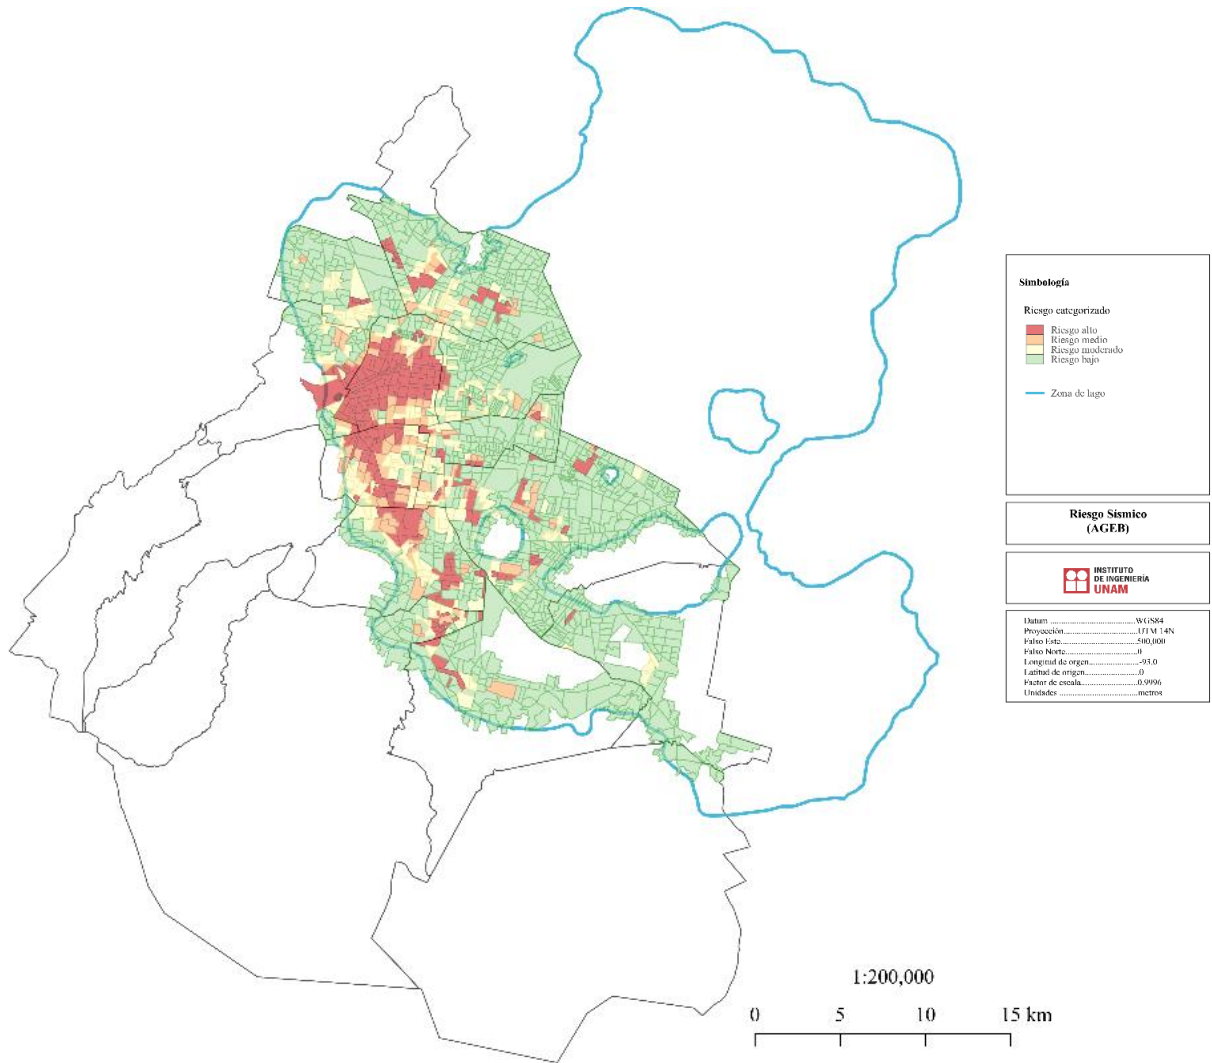 Simbología
Riesgo categorizado
Riesgo alto
Riesgo medio
Riesgo moderado
Riesgo bajo
Zona de lago
Riesgo Sísmico
(AGEB)
INSTITUTO
DE INGENIERÍA
UNAM
Datum ........................................WGS84
Proyección....................................UTM 14N
Falso Este....................................500,000
Falso Norte...................................0
Longitud de orgen.............................-93.0
Latitud de origen.............................0
Factor de escala..............................0.9996
Unidades .....................................metros
1:200,000
0 5 10 15 km